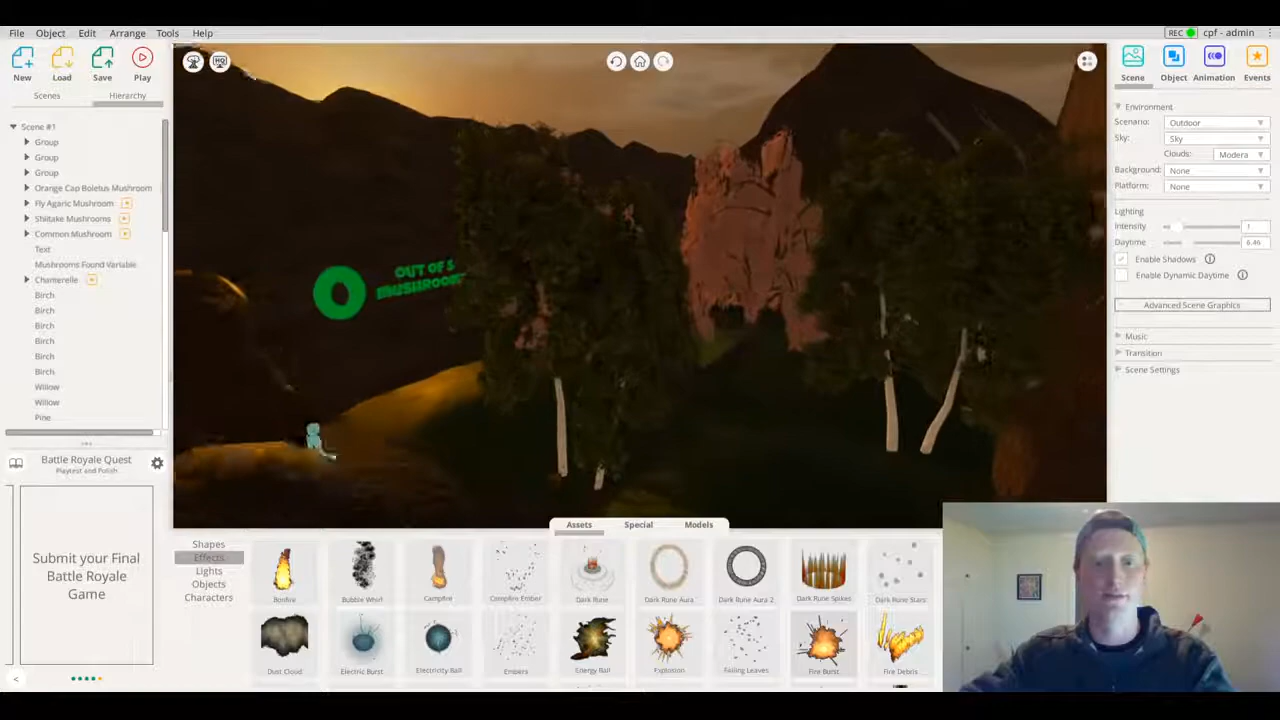 File Object Edit Arrange Tools Help
REC cpf - admin
New Load Save Play
HQ
Scene Object Animation Events
Scenes Hierarchy
Scene #1
Group
Group
Group
Orange Cap Boletus Mushroom
Fly Agaric Mushroom
Shiitake Mushrooms
Common Mushroom
Text
Mushrooms Found Variable
Chanterelle
Birch
Birch
Birch
Birch
Birch
Birch
Willow
Willow
Pine
Battle Royale Quest
Playtest and Polish
Submit your Final
Battle Royale
Game
<
0 OUT OF 5
MUSHROOM
Environment
Scenario: Outdoor
Sky: Sky
Clouds: Modera
Background: None
Platform: None
Lighting
Intensity 1
Daytime 6.46
Enable Shadows
Enable Dynamic Daytime
Advanced Scene Graphics
Music
Transition
Scene Settings
Assets Special Models
Shapes
Effects
Lights
Objects
Characters
Bonfire Bubble Whirl Campfire Campfire Ember Dark Rune Dark Rune Aura Dark Rune Aura 2 Dark Rune Spikes Dark Rune Stars
Dust Cloud Electric Burst Electricity Ball Embers Energy Ball Explosion Falling Leaves Fire Burst Fire Debris